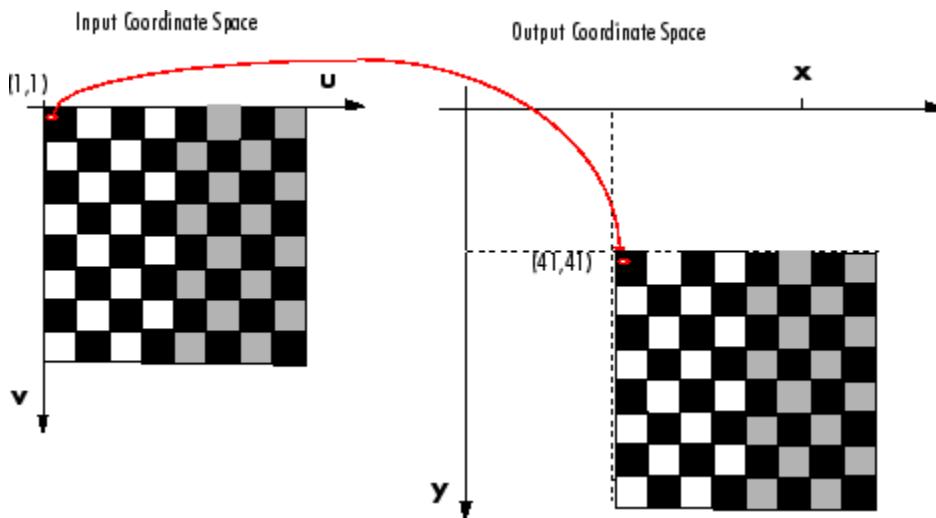 Input Coordinate Space
Output Coordinate Space
(1,1)
U
X
(41,41)
V
y